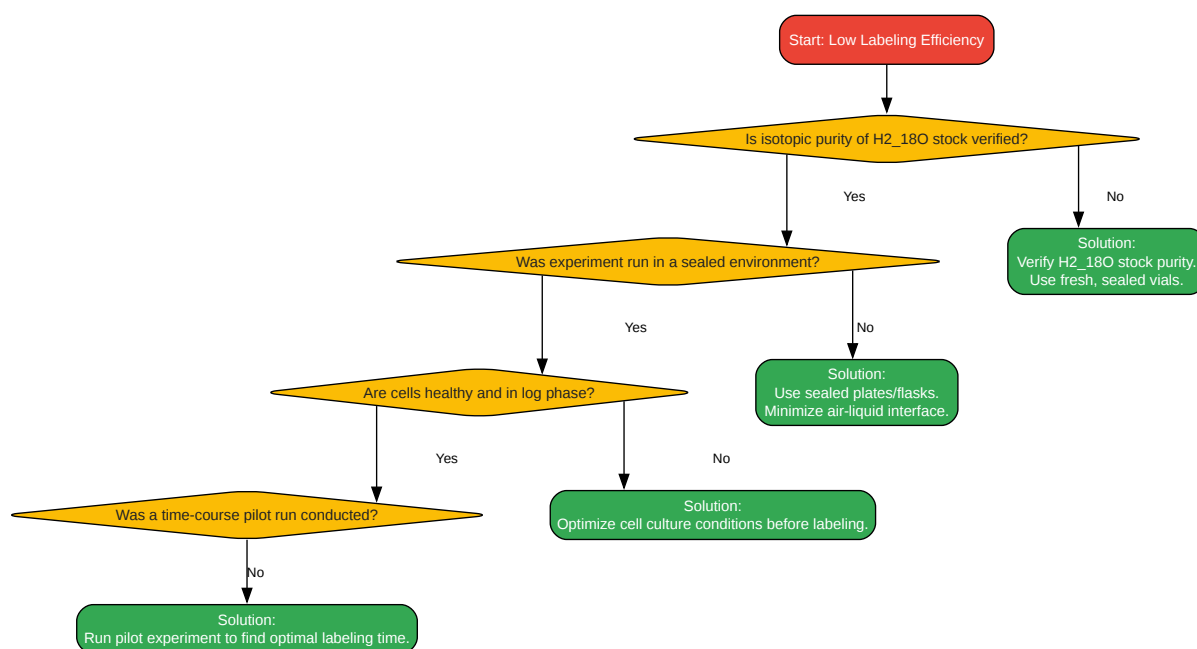 Start: Low Labeling Efficiency
Is isotopic purity of H2_18O stock verified?
Yes
No
Solution:
Verify H2_18O stock purity.
Use fresh, sealed vials.
Was experiment run in a sealed environment?
Yes
No
Solution:
Use sealed plates/flasks.
Minimize air-liquid interface.
Are cells healthy and in log phase?
Yes
No
Solution:
Optimize cell culture conditions before labeling.
Was a time-course pilot run conducted?
No
Solution:
Run pilot experiment to find optimal labeling time.